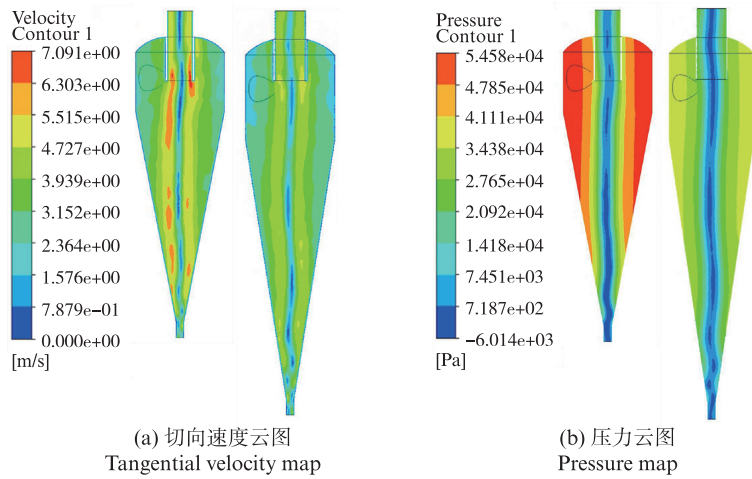 Velocity
Contour 1
7.091e+00
6.303e+00
5.515e+00
4.727e+00
3.939e+00
3.152e+00
2.364e+00
1.576e+00
7.879e−01
0.000e+00
[m/s]
(a) 切向速度云图
Tangential velocity map
Pressure
Contour 1
5.458e+04
4.785e+04
4.111e+04
3.438e+04
2.765e+04
2.092e+04
1.418e+04
7.451e+03
7.187e+02
−6.014e+03
[Pa]
(b) 压力云图
Pressure map